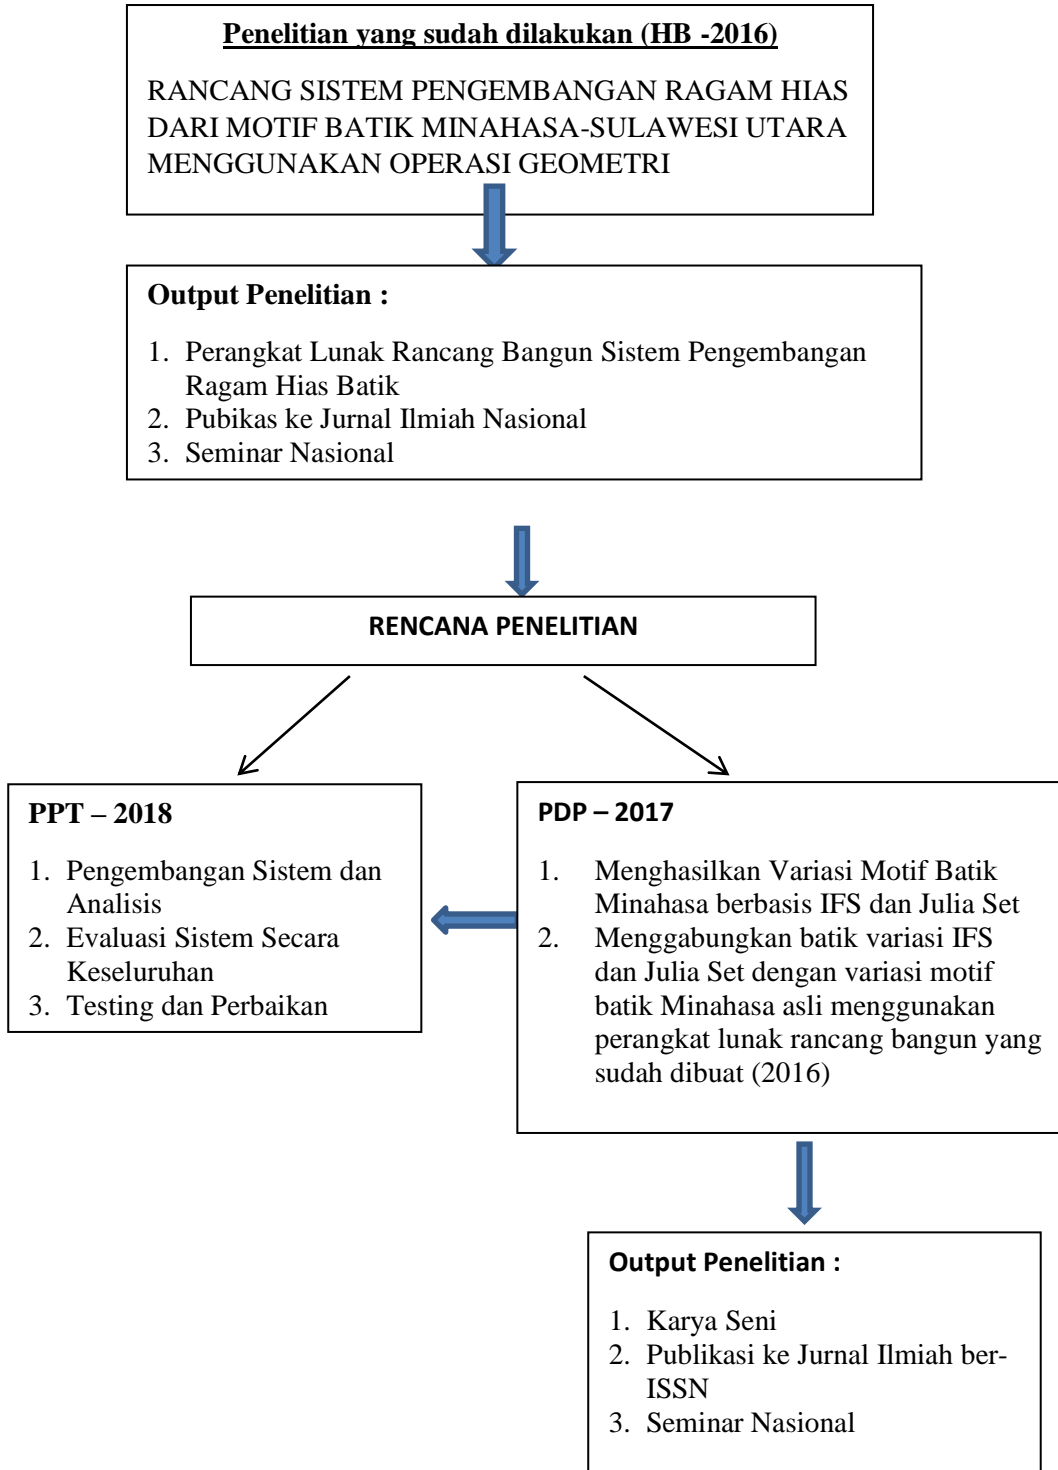 Penelitian yang sudah dilakukan (HB -2016)
RANCANG SISTEM PENGEMBANGAN RAGAM HIAS
DARI MOTIF BATIK MINAHASA-SULAWESI UTARA
MENGGUNAKAN OPERASI GEOMETRI
Output Penelitian :
1. Perangkat Lunak Rancang Bangun Sistem Pengembangan
Ragam Hias Batik
2. Pubikas ke Jurnal Ilmiah Nasional
3. Seminar Nasional
RENCANA PENELITIAN
PPT – 2018
1. Pengembangan Sistem dan
Analisis
2. Evaluasi Sistem Secara
Keseluruhan
3. Testing dan Perbaikan
PDP – 2017
1. Menghasilkan Variasi Motif Batik
Minahasa berbasis IFS dan Julia Set
2. Menggabungkan batik variasi IFS
dan Julia Set dengan variasi motif
batik Minahasa asli menggunakan
perangkat lunak rancang bangun yang
sudah dibuat (2016)
Output Penelitian :
1. Karya Seni
2. Publikasi ke Jurnal Ilmiah ber-
ISSN
3. Seminar Nasional